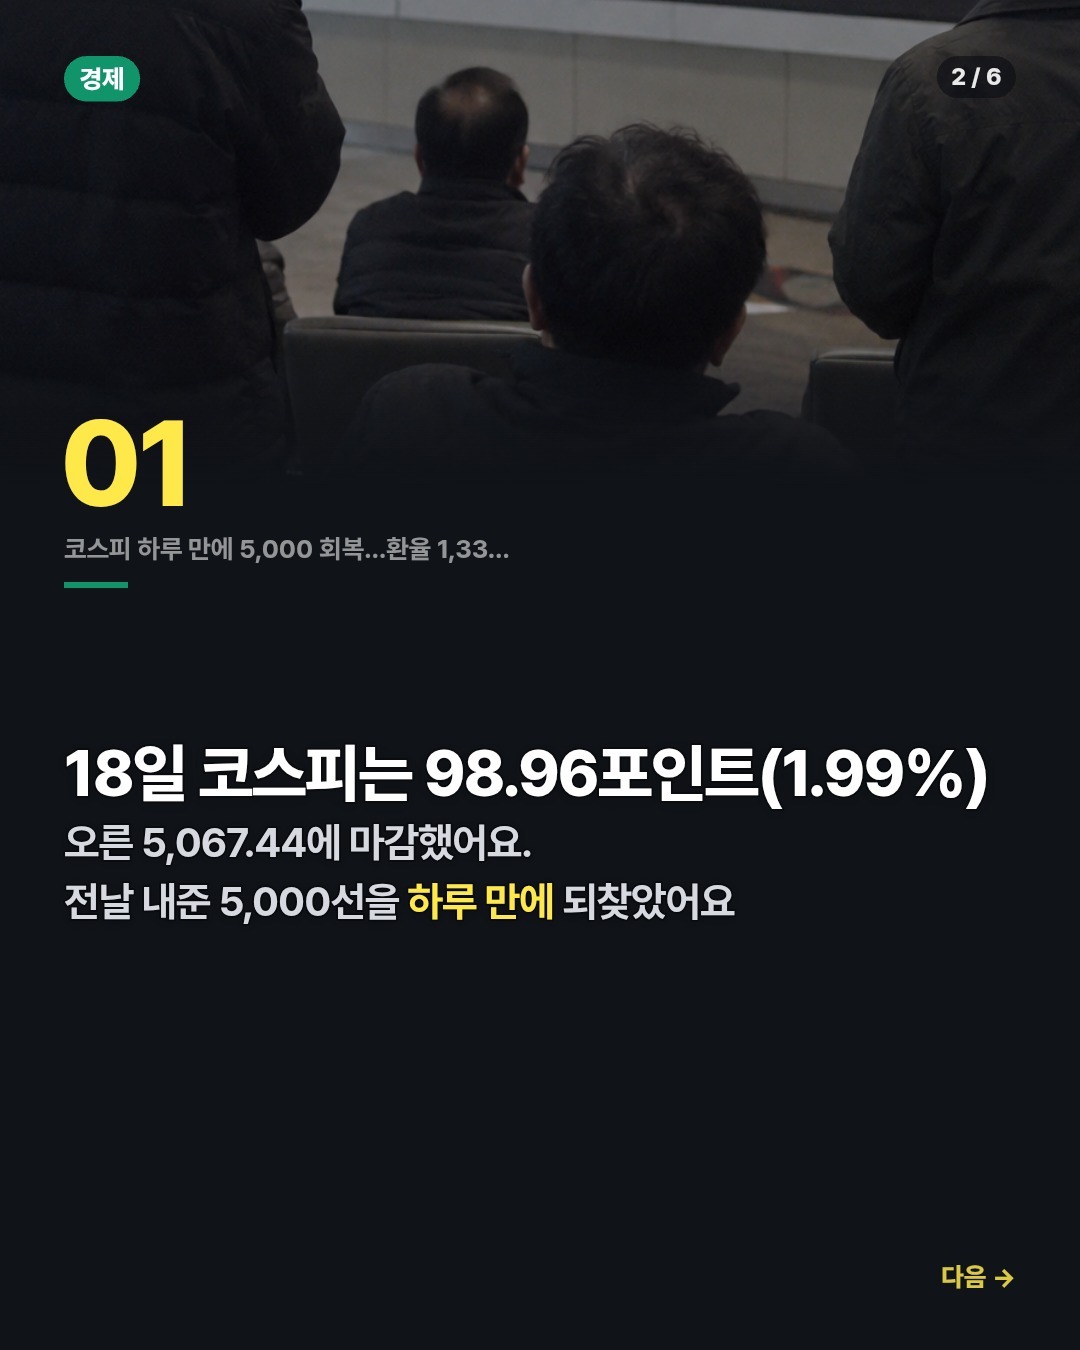 경제
2 / 6
01
코스피 하루 만에 5,000 회복...환율 1,33...
18일 코스피는 98.96포인트(1.99%)
오른 5,067.44에 마감했어요.
전날 내준 5,000선을 하루 만에 되찾았어요
다음 →